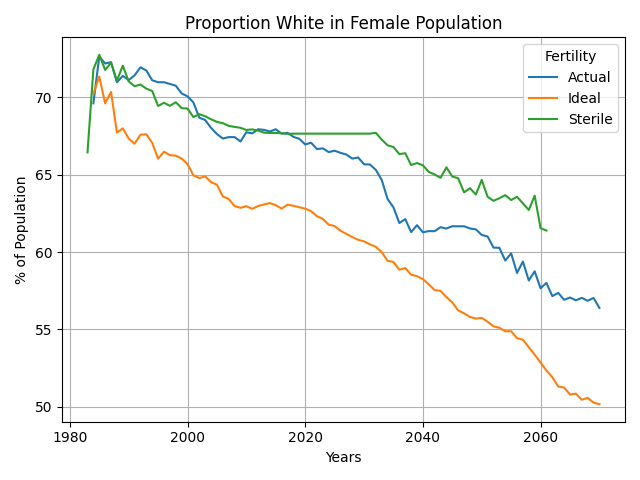 Proportion White in Female Population
% of Population
70
65
60
55
50
Fertility
Actual
Ideal
Sterile
1980
2000
2020
2040
2060
Years